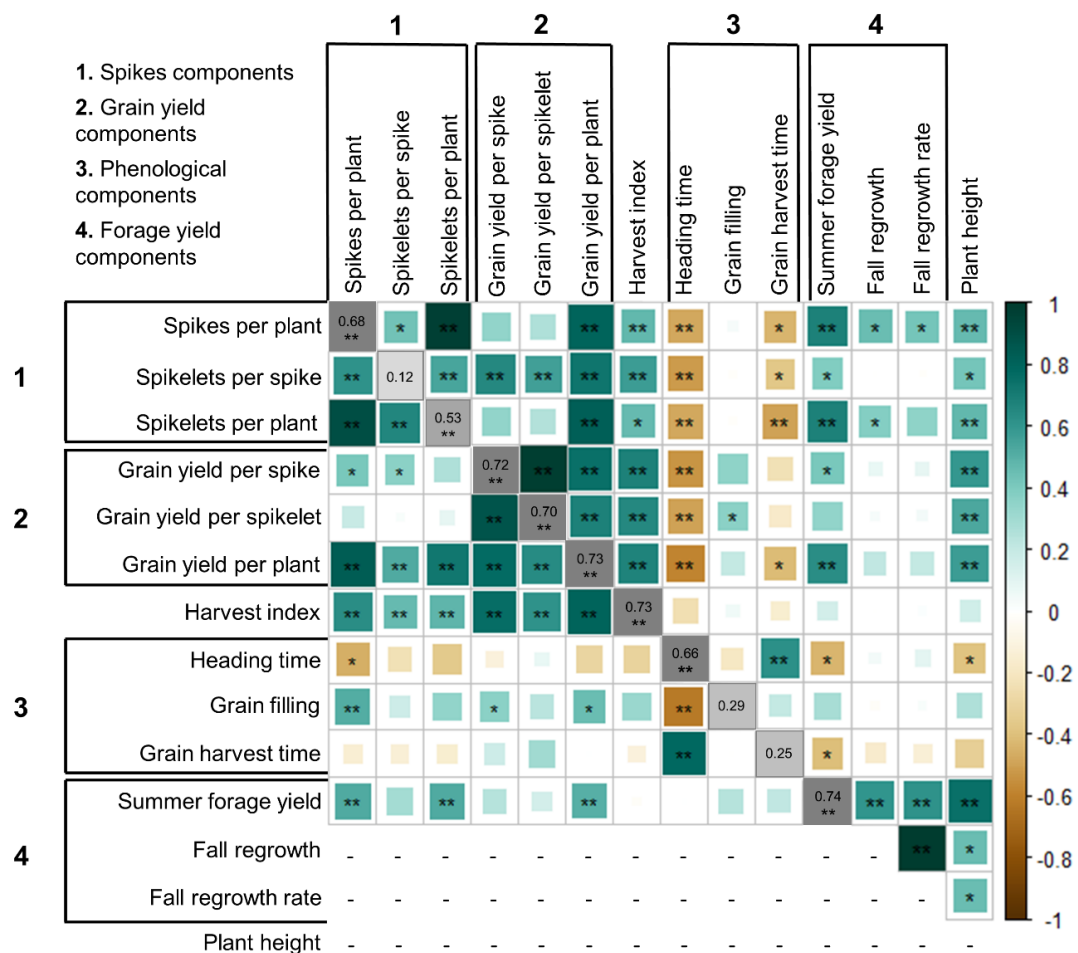 1 2 3 4
1. Spikes components
2. Grain yield
components
3. Phenological
components
4. Forage yield
components
Spikes per plant
Spikelets per spike
Spikelets per plant
Grain yield per spike
Grain yield per spikelet
Grain yield per plant
Harvest index
Heading time
Grain filling
Grain harvest time
Summer forage yield
Fall regrowth
Fall regrowth rate
Plant height
1
2
3
4
Spikes per plant 0.68 ** * ** ** ** ** * ** * * **
Spikelets per spike ** 0.12 ** ** ** ** ** ** * * *
Spikelets per plant ** ** 0.53 ** ** * ** ** ** * **
Grain yield per spike * * 0.72 ** ** ** ** ** * **
Grain yield per spikelet ** 0.70 ** ** ** ** * **
Grain yield per plant ** ** ** ** ** 0.73 ** ** ** * ** **
Harvest index ** ** ** ** ** ** 0.73 **
Heading time * 0.66 ** ** * *
Grain filling ** * * ** 0.29
Grain harvest time ** 0.25 *
Summer forage yield ** ** ** 0.74 ** ** ** **
Fall regrowth - - - - - - - - - - - - ** *
Fall regrowth rate - - - - - - - - - - - - - *
Plant height - - - - - - - - - - - - - -
1
0.8
0.6
0.4
0.2
0
-0.2
-0.4
-0.6
-0.8
-1